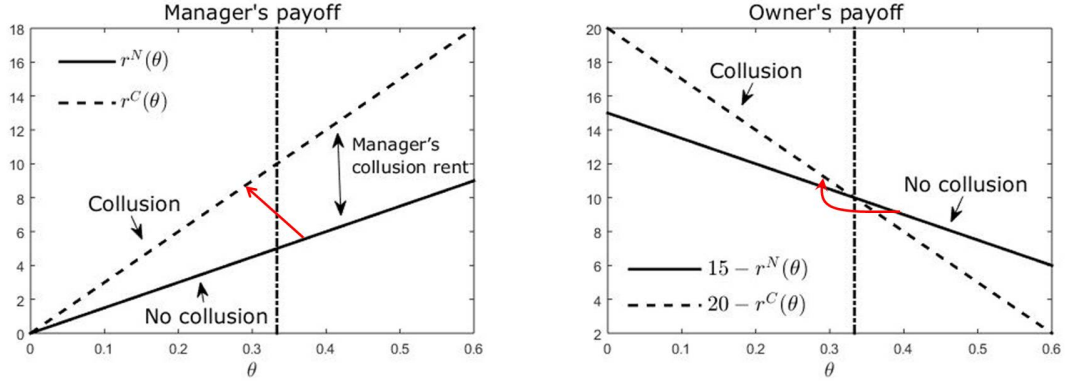 Manager's payoff
18
16
14
12
10
8
6
4
2
0
r^N(θ)
r^C(θ)
Manager's
collusion rent
Collusion
No collusion
0 0.1 0.2 0.3 0.4 0.5 0.6
θ
Owner's payoff
20
18
16
14
12
10
8
6
4
2
Collusion
No collusion
15 − r^N(θ)
20 − r^C(θ)
0 0.1 0.2 0.3 0.4 0.5 0.6
θ